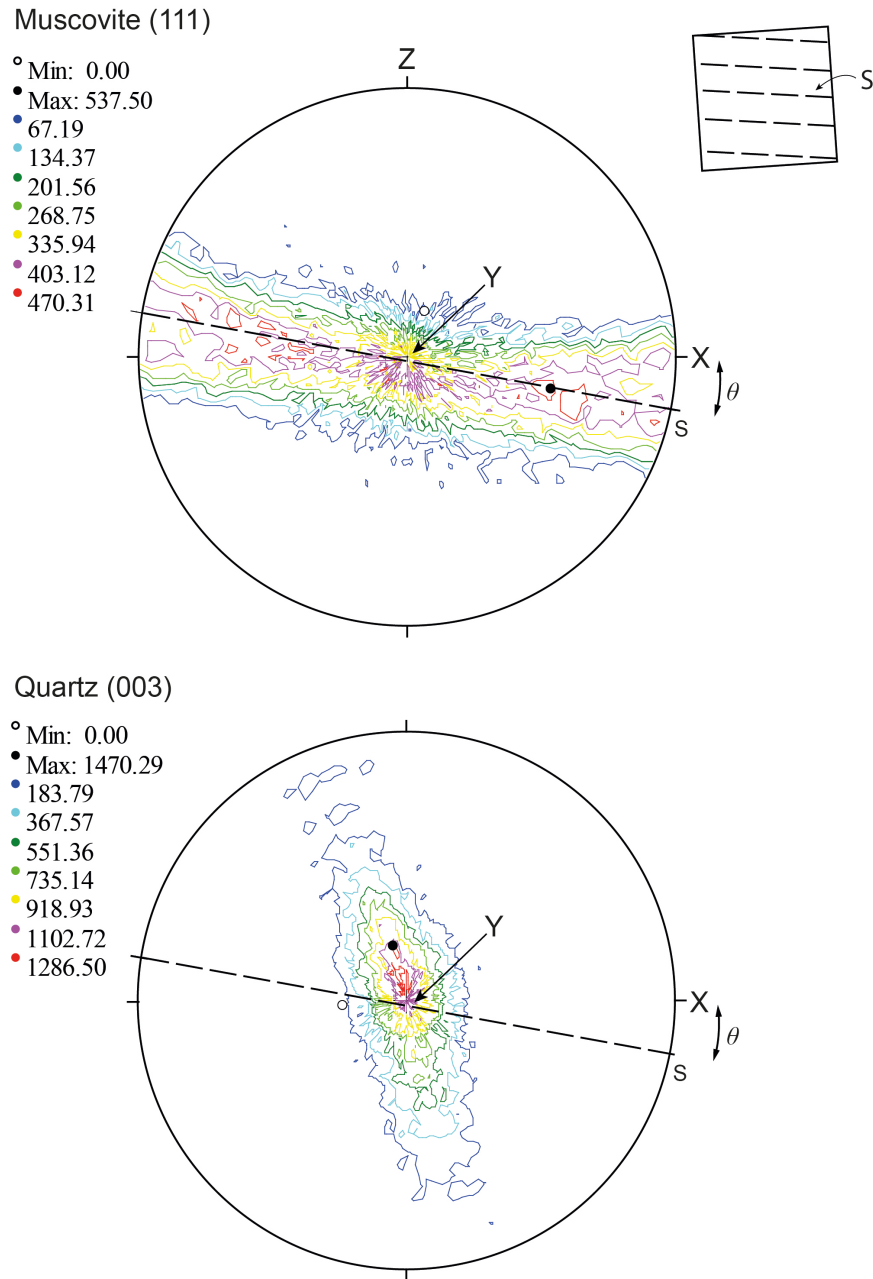 Muscovite (111)
Min: 0.00
Max: 537.50
67.19
134.37
201.56
268.75
335.94
403.12
470.31
Z
S
Y
X
θ
S
Quartz (003)
Min: 0.00
Max: 1470.29
183.79
367.57
551.36
735.14
918.93
1102.72
1286.50
Y
X
θ
S